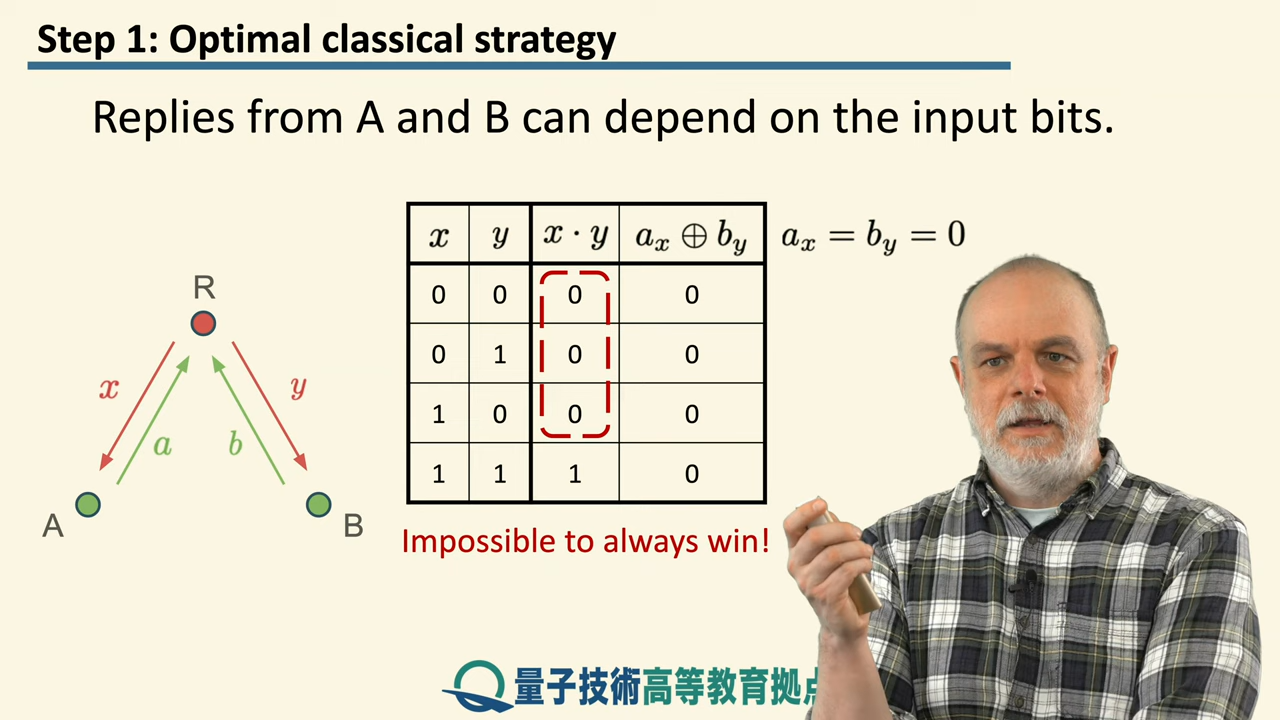 Step 1: Optimal classical strategy
Replies from A and B can depend on the input bits.
x y x · y aₓ ⊕ b_y aₓ = b_y = 0
0 0 0 0
0 1 0 0
1 0 0 0
1 1 1 0
R
x y
a b
A B
Impossible to always win!
量子技術高等教育拠点